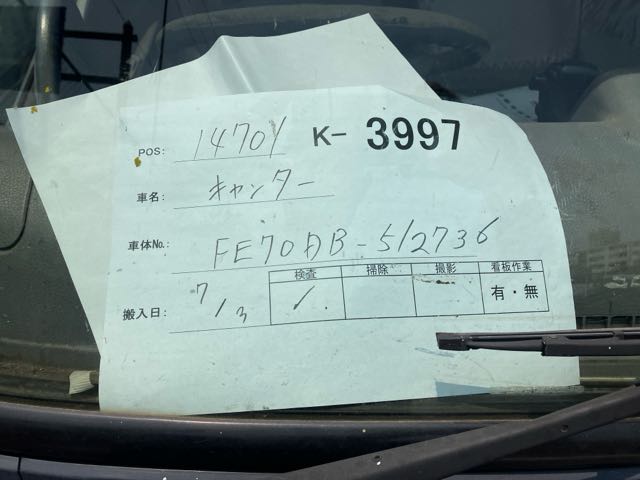 POS: 14701 K-3997
車名: キャンター
車体No.: FE70DB-512736
検査 掃除 撮影 看板作業
搬入日: 7/3 ✓. 有・無